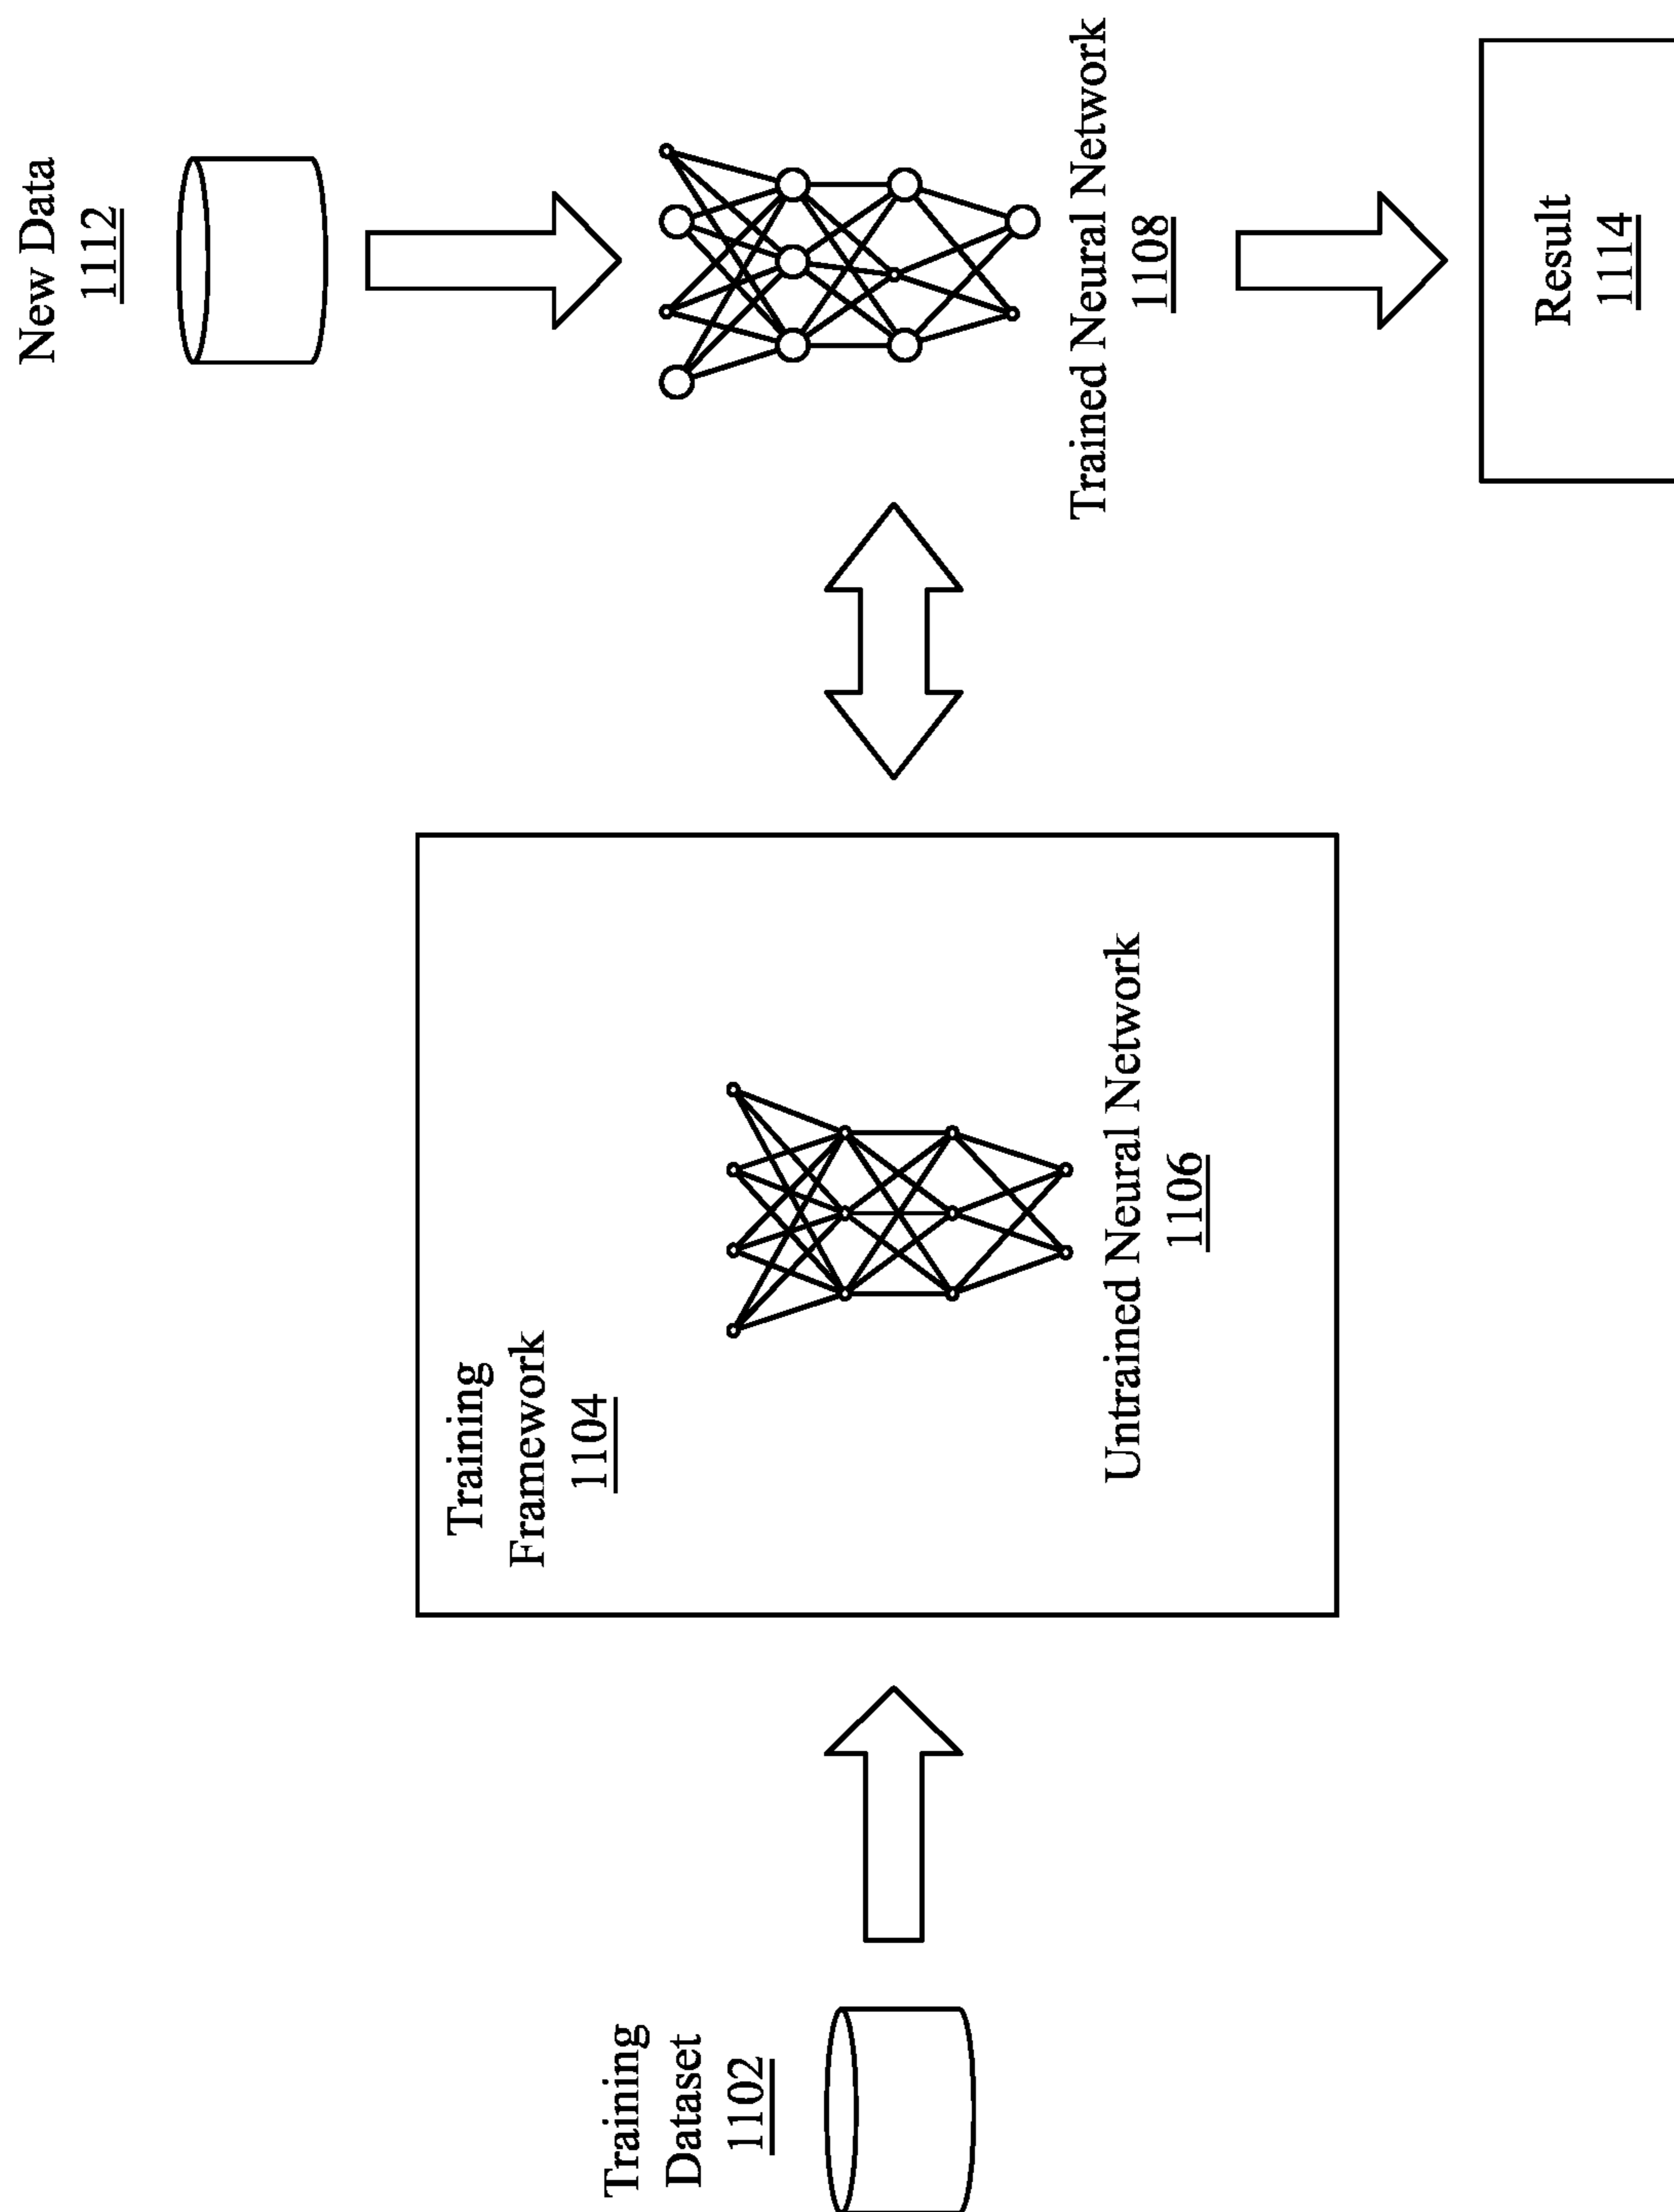 Training
Dataset
1102
Training
Framework
1104
Untrained Neural Network
1106
New Data
1112
Trained Neural Network
1108
Result
1114